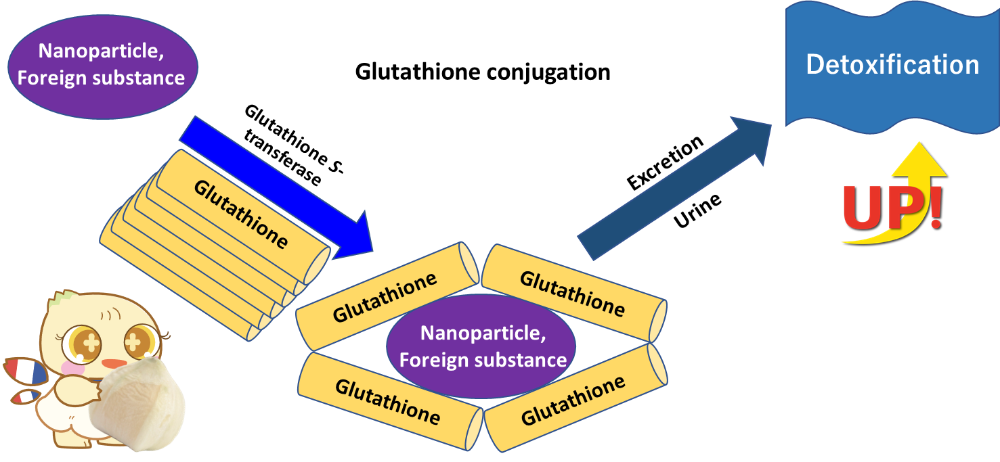 Nanoparticle,
Foreign substance
Glutathione conjugation
Detoxification
Glutathione S-
transferase
Glutathione
Excretion
Urine
UP!
Glutathione
Glutathione
Nanoparticle,
Foreign substance
Glutathione
Glutathione